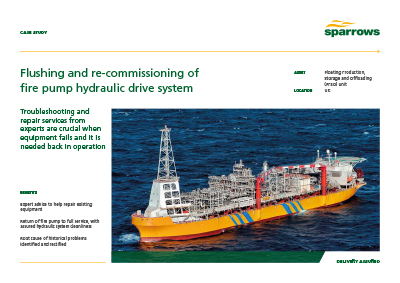 CASE STUDY
sparrows
Flushing and re-commissioning of
fire pump hydraulic drive system
ASSET
Floating Production,
Storage and Offloading
(FPSO) unit
LOCATION
UK
Troubleshooting and
repair services from
experts are crucial when
equipment fails and it is
needed back in operation
BENEFITS
Expert advice to help repair existing
equipment
Return of fire pump to full service, with
assured hydraulic system cleanliness
Root cause of historical problems
identified and rectified
DELIVERY ASSURED